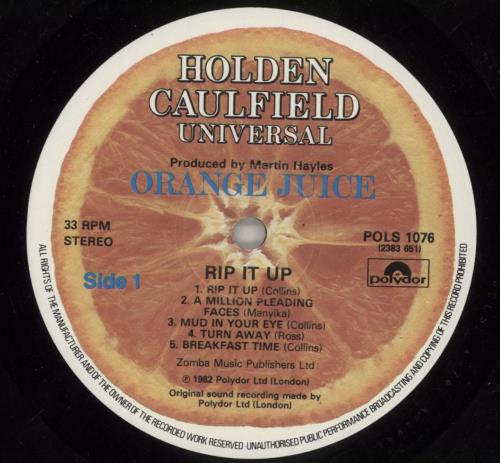 HOLDEN
CAULFIELD
UNIVERSAL
Produced by Martin Hayles
ORANGE JUICE
33 RPM
STEREO
POLS 1076
(2383 651)
Side 1
polydor
RIP IT UP
1. RIP IT UP (Collins)
2. A MILLION PLEADING
FACES (Manyika)
3. MUD IN YOUR EYE (Collins)
4. TURN AWAY (Ross)
5. BREAKFAST TIME (Collins)
Zomba Music Publishers Ltd
℗ 1982 Polydor Ltd (London)
Original sound recording made by
Polydor Ltd (London)
ALL RIGHTS OF THE MANUFACTURER AND OF THE OWNER OF THE RECORDED WORK RESERVED · UNAUTHORISED PUBLIC PERFORMANCE BROADCASTING AND COPYING OF THIS RECORD PROHIBITED